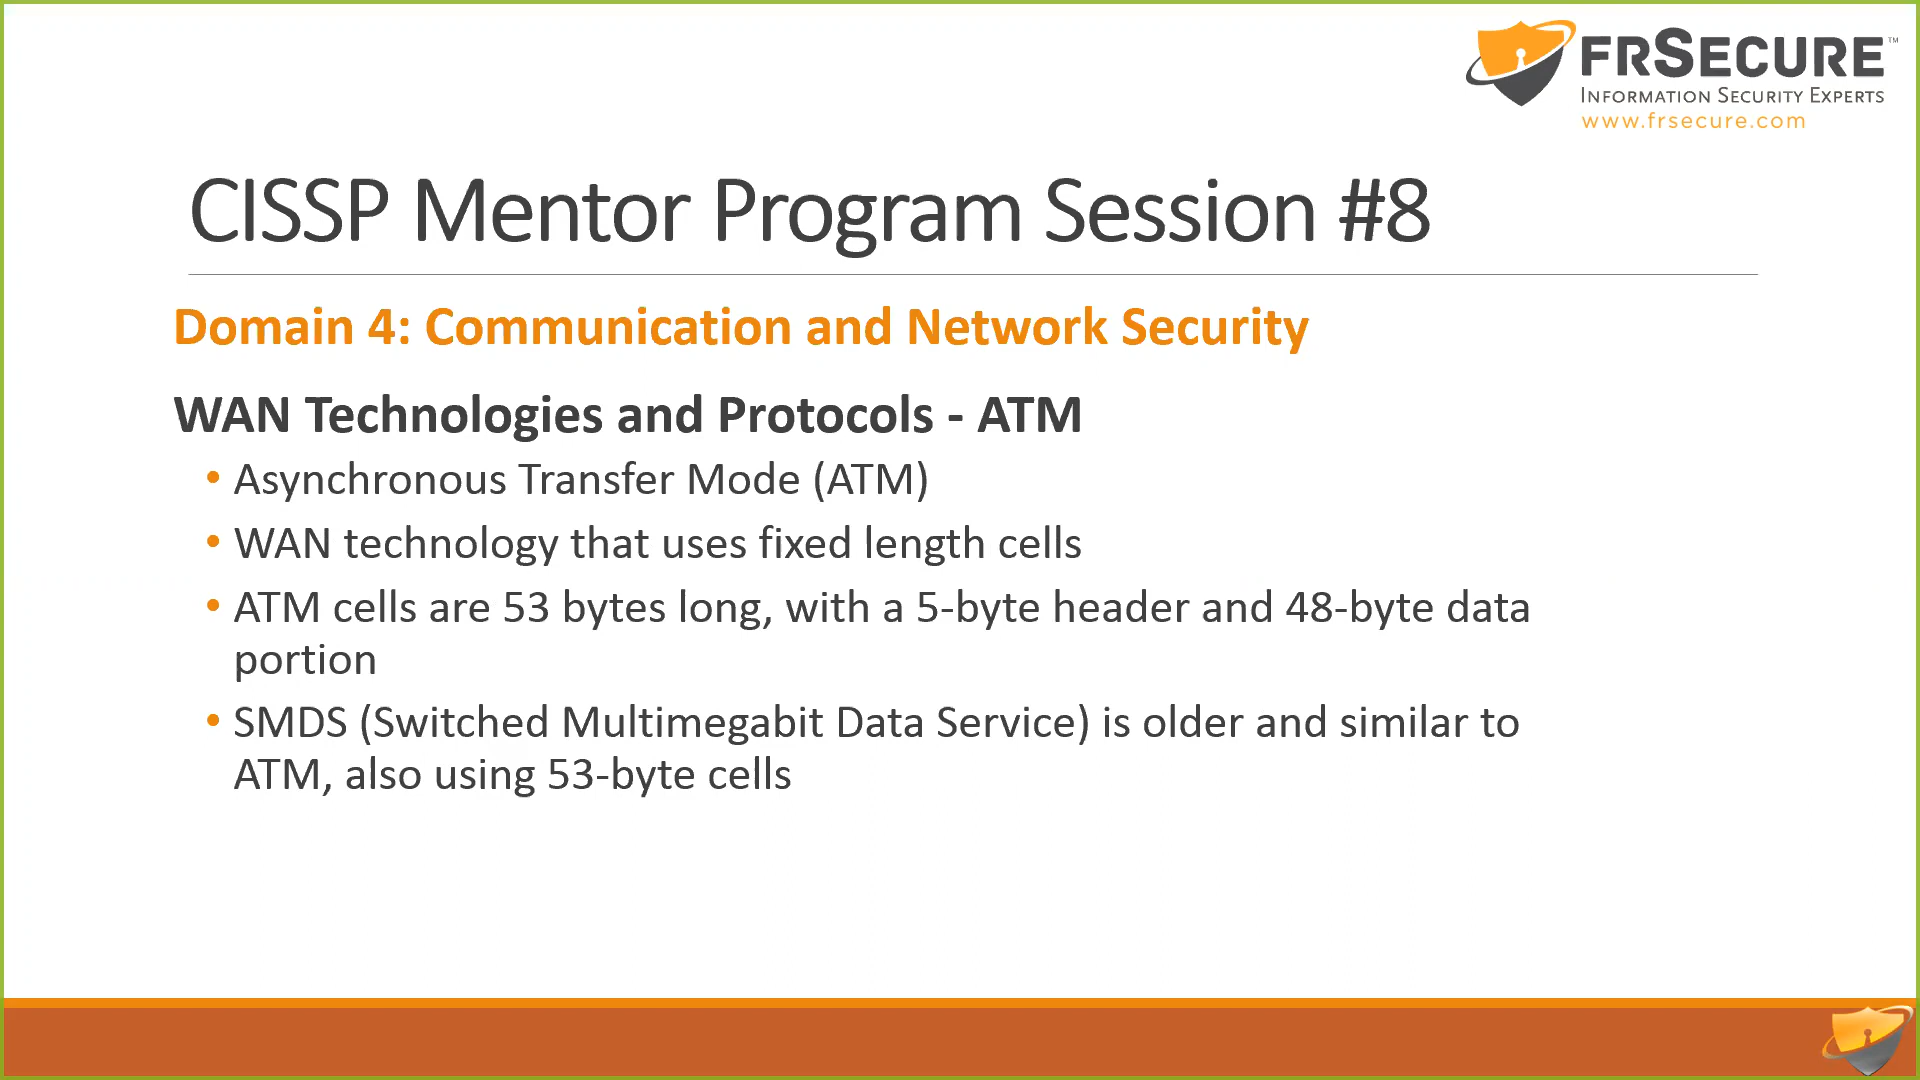 FRSECURE™
INFORMATION SECURITY EXPERTS
www.frsecure.com
CISSP Mentor Program Session #8
Domain 4: Communication and Network Security
WAN Technologies and Protocols - ATM
• Asynchronous Transfer Mode (ATM)
• WAN technology that uses fixed length cells
• ATM cells are 53 bytes long, with a 5-byte header and 48-byte data
portion
• SMDS (Switched Multimegabit Data Service) is older and similar to
ATM, also using 53-byte cells